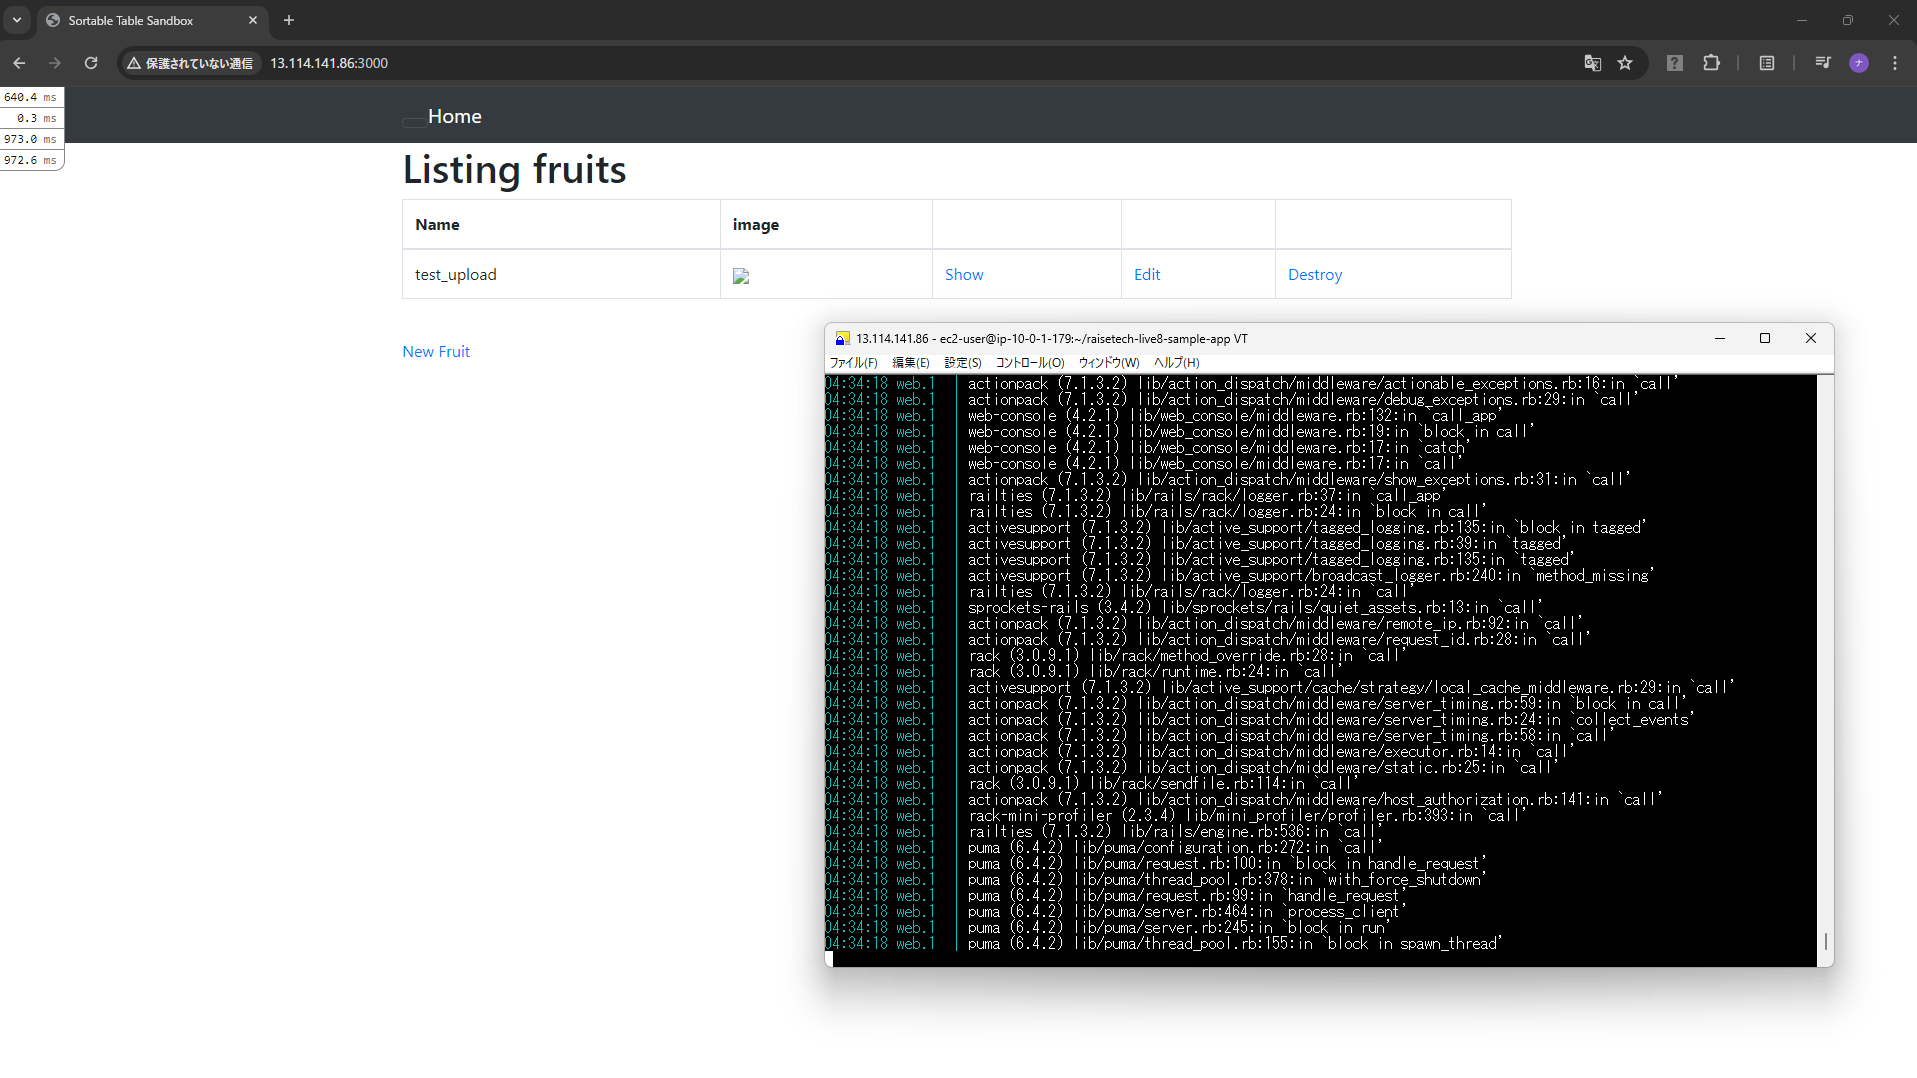 Sortable Table Sandbox
保護されていない通信 13.114.141.86:3000
640.4 ms
0.3 ms
973.0 ms
972.6 ms
Home
Listing fruits
Name image
test_upload Show Edit Destroy
New Fruit
13.114.141.86 - ec2-user@ip-10-0-1-179:~/raisetech-live8-sample-app VT
ファイル(F) 編集(E) 設定(S) コントロール(O) ウィンドウ(W) ヘルプ(H)
04:34:18 web.1 | actionpack (7.1.3.2) lib/action_dispatch/middleware/actionable_exceptions.rb:16:in `call'
04:34:18 web.1 | actionpack (7.1.3.2) lib/action_dispatch/middleware/debug_exceptions.rb:29:in `call'
04:34:18 web.1 | web-console (4.2.1) lib/web_console/middleware.rb:132:in `call_app'
04:34:18 web.1 | web-console (4.2.1) lib/web_console/middleware.rb:19:in `block in call'
04:34:18 web.1 | web-console (4.2.1) lib/web_console/middleware.rb:17:in `catch'
04:34:18 web.1 | web-console (4.2.1) lib/web_console/middleware.rb:17:in `call'
04:34:18 web.1 | actionpack (7.1.3.2) lib/action_dispatch/middleware/show_exceptions.rb:31:in `call'
04:34:18 web.1 | railties (7.1.3.2) lib/rails/rack/logger.rb:37:in `call_app'
04:34:18 web.1 | railties (7.1.3.2) lib/rails/rack/logger.rb:24:in `block in call'
04:34:18 web.1 | activesupport (7.1.3.2) lib/active_support/tagged_logging.rb:135:in `block in tagged'
04:34:18 web.1 | activesupport (7.1.3.2) lib/active_support/tagged_logging.rb:39:in `tagged'
04:34:18 web.1 | activesupport (7.1.3.2) lib/active_support/tagged_logging.rb:135:in `tagged'
04:34:18 web.1 | activesupport (7.1.3.2) lib/active_support/broadcast_logger.rb:240:in `method_missing'
04:34:18 web.1 | railties (7.1.3.2) lib/rails/rack/logger.rb:24:in `call'
04:34:18 web.1 | sprockets-rails (3.4.2) lib/sprockets/rails/quiet_assets.rb:13:in `call'
04:34:18 web.1 | actionpack (7.1.3.2) lib/action_dispatch/middleware/remote_ip.rb:92:in `call'
04:34:18 web.1 | actionpack (7.1.3.2) lib/action_dispatch/middleware/request_id.rb:28:in `call'
04:34:18 web.1 | rack (3.0.9.1) lib/rack/method_override.rb:28:in `call'
04:34:18 web.1 | rack (3.0.9.1) lib/rack/runtime.rb:24:in `call'
04:34:18 web.1 | activesupport (7.1.3.2) lib/active_support/cache/strategy/local_cache_middleware.rb:29:in `call'
04:34:18 web.1 | actionpack (7.1.3.2) lib/action_dispatch/middleware/server_timing.rb:59:in `block in call'
04:34:18 web.1 | actionpack (7.1.3.2) lib/action_dispatch/middleware/server_timing.rb:24:in `collect_events'
04:34:18 web.1 | actionpack (7.1.3.2) lib/action_dispatch/middleware/server_timing.rb:58:in `call'
04:34:18 web.1 | actionpack (7.1.3.2) lib/action_dispatch/middleware/executor.rb:14:in `call'
04:34:18 web.1 | actionpack (7.1.3.2) lib/action_dispatch/middleware/static.rb:25:in `call'
04:34:18 web.1 | rack (3.0.9.1) lib/rack/sendfile.rb:114:in `call'
04:34:18 web.1 | actionpack (7.1.3.2) lib/action_dispatch/middleware/host_authorization.rb:141:in `call'
04:34:18 web.1 | rack-mini-profiler (2.3.4) lib/mini_profiler/profiler.rb:393:in `call'
04:34:18 web.1 | railties (7.1.3.2) lib/rails/engine.rb:536:in `call'
04:34:18 web.1 | puma (6.4.2) lib/puma/configuration.rb:272:in `call'
04:34:18 web.1 | puma (6.4.2) lib/puma/request.rb:100:in `block in handle_request'
04:34:18 web.1 | puma (6.4.2) lib/puma/thread_pool.rb:378:in `with_force_shutdown'
04:34:18 web.1 | puma (6.4.2) lib/puma/request.rb:99:in `handle_request'
04:34:18 web.1 | puma (6.4.2) lib/puma/server.rb:464:in `process_client'
04:34:18 web.1 | puma (6.4.2) lib/puma/server.rb:245:in `block in run'
04:34:18 web.1 | puma (6.4.2) lib/puma/thread_pool.rb:155:in `block in spawn_thread'